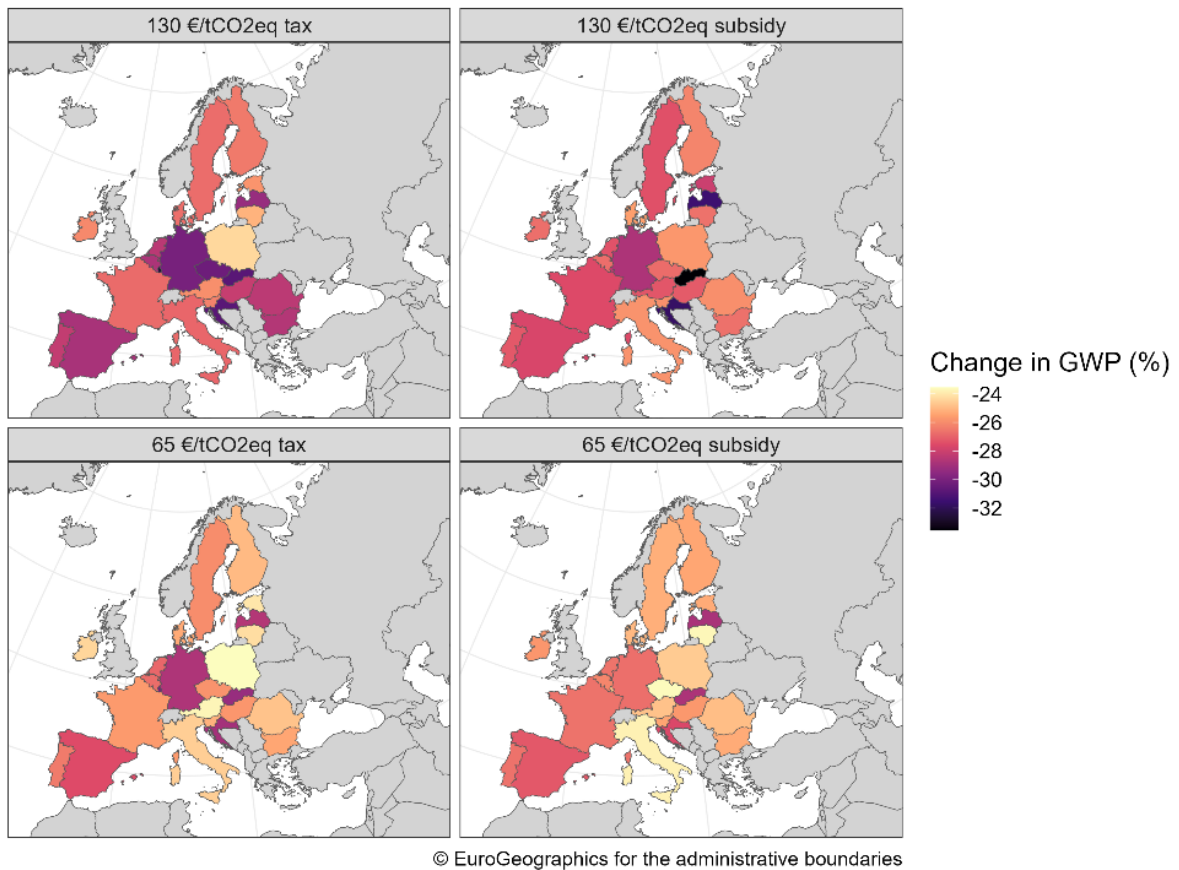 130 €/tCO2eq tax
130 €/tCO2eq subsidy
Change in GWP (%)
-24
-26
-28
-30
-32
65 €/tCO2eq tax
65 €/tCO2eq subsidy
© EuroGeographics for the administrative boundaries